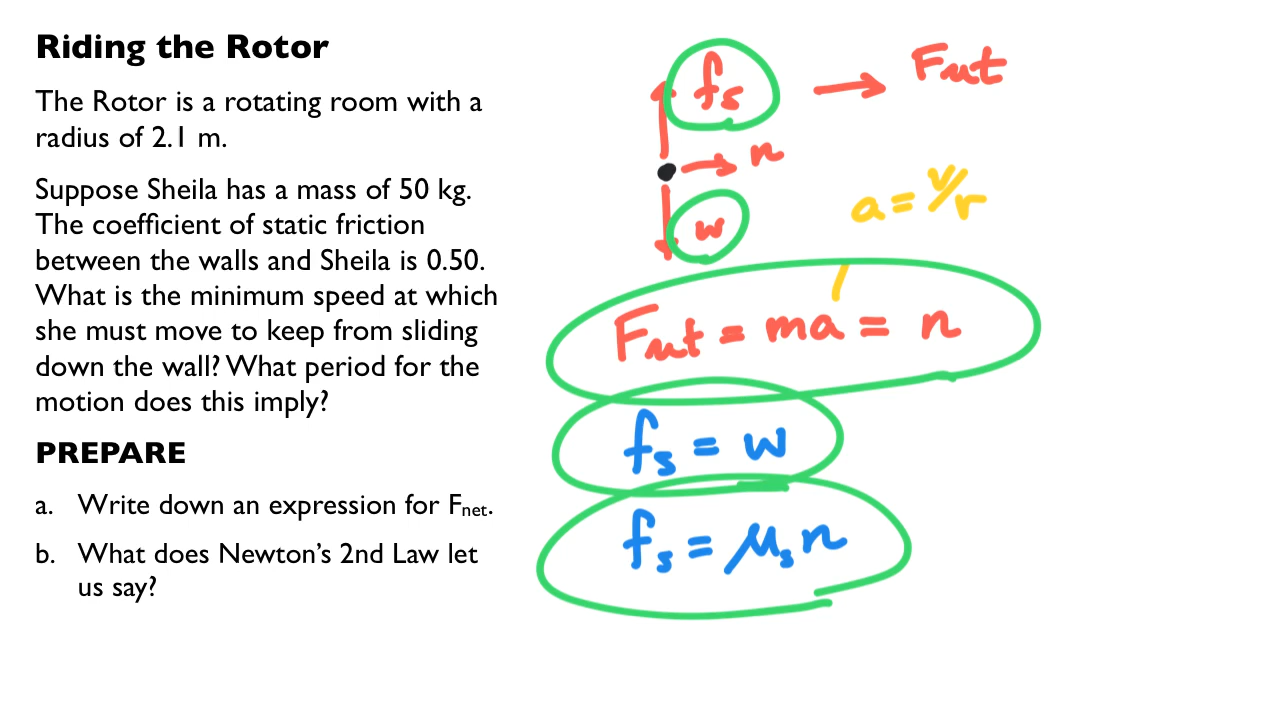 Riding the Rotor
The Rotor is a rotating room with a
radius of 2.1 m.
Suppose Sheila has a mass of 50 kg.
The coefficient of static friction
between the walls and Sheila is 0.50.
What is the minimum speed at which
she must move to keep from sliding
down the wall? What period for the
motion does this imply?
PREPARE
a. Write down an expression for Fnet.
b. What does Newton's 2nd Law let
us say?
fs → Fnet
n
w
a = v/r
Fnet = ma = n
fs = w
fs = μsn